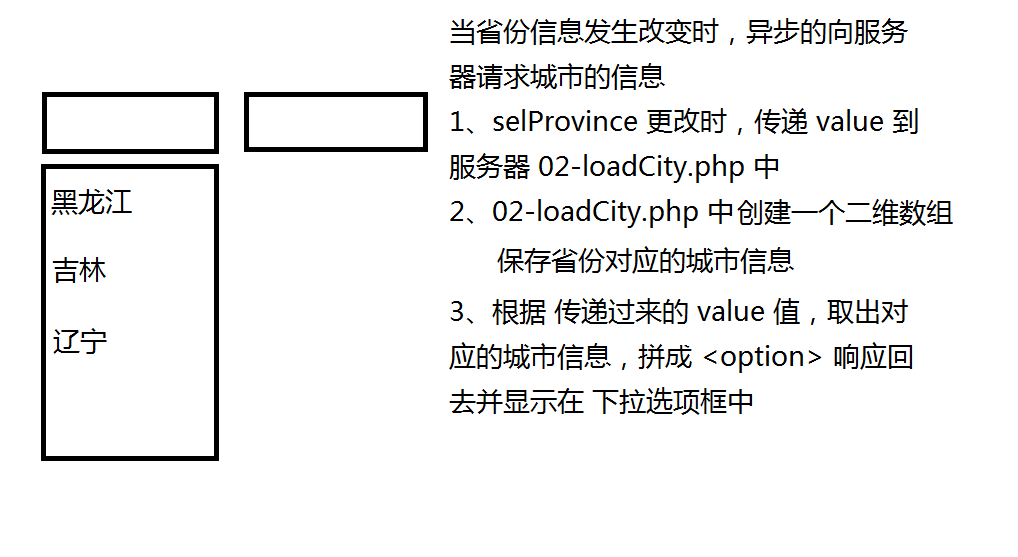 黑龙江
吉林
辽宁
当省份信息发生改变时，异步的向服务
器请求城市的信息
1、selProvince 更改时，传递 value 到
服务器 02-loadCity.php 中
2、02-loadCity.php 中创建一个二维数组
保存省份对应的城市信息
3、根据 传递过来的 value 值，取出对
应的城市信息，拼成 <option> 响应回
去并显示在 下拉选项框中